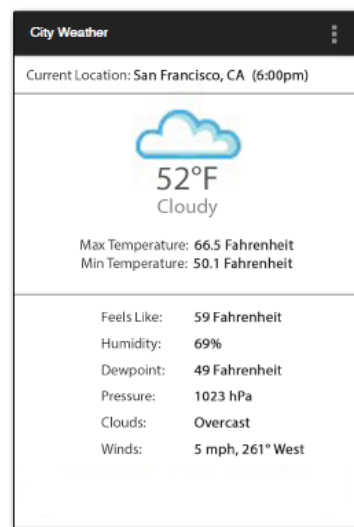 City Weather
Current Location: San Francisco, CA (6:00pm)
52°F
Cloudy
Max Temperature: 66.5 Fahrenheit
Min Temperature: 50.1 Fahrenheit
Feels Like: 59 Fahrenheit
Humidity: 69%
Dewpoint: 49 Fahrenheit
Pressure: 1023 hPa
Clouds: Overcast
Winds: 5 mph, 261° West